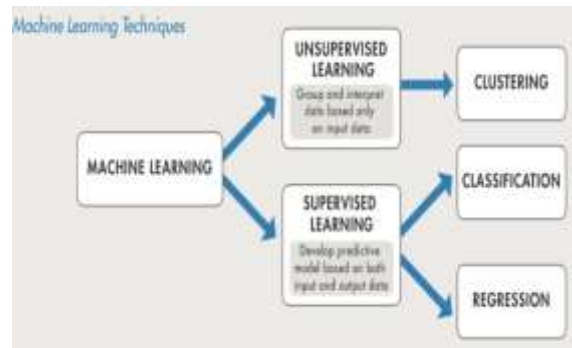 Machine Learning Techniques
UNSUPERVISED
LEARNING
Group and interpret
data based only
on input data
MACHINE LEARNING
SUPERVISED
LEARNING
Develop predictive
model based on both
input and output data
CLUSTERING
CLASSIFICATION
REGRESSION